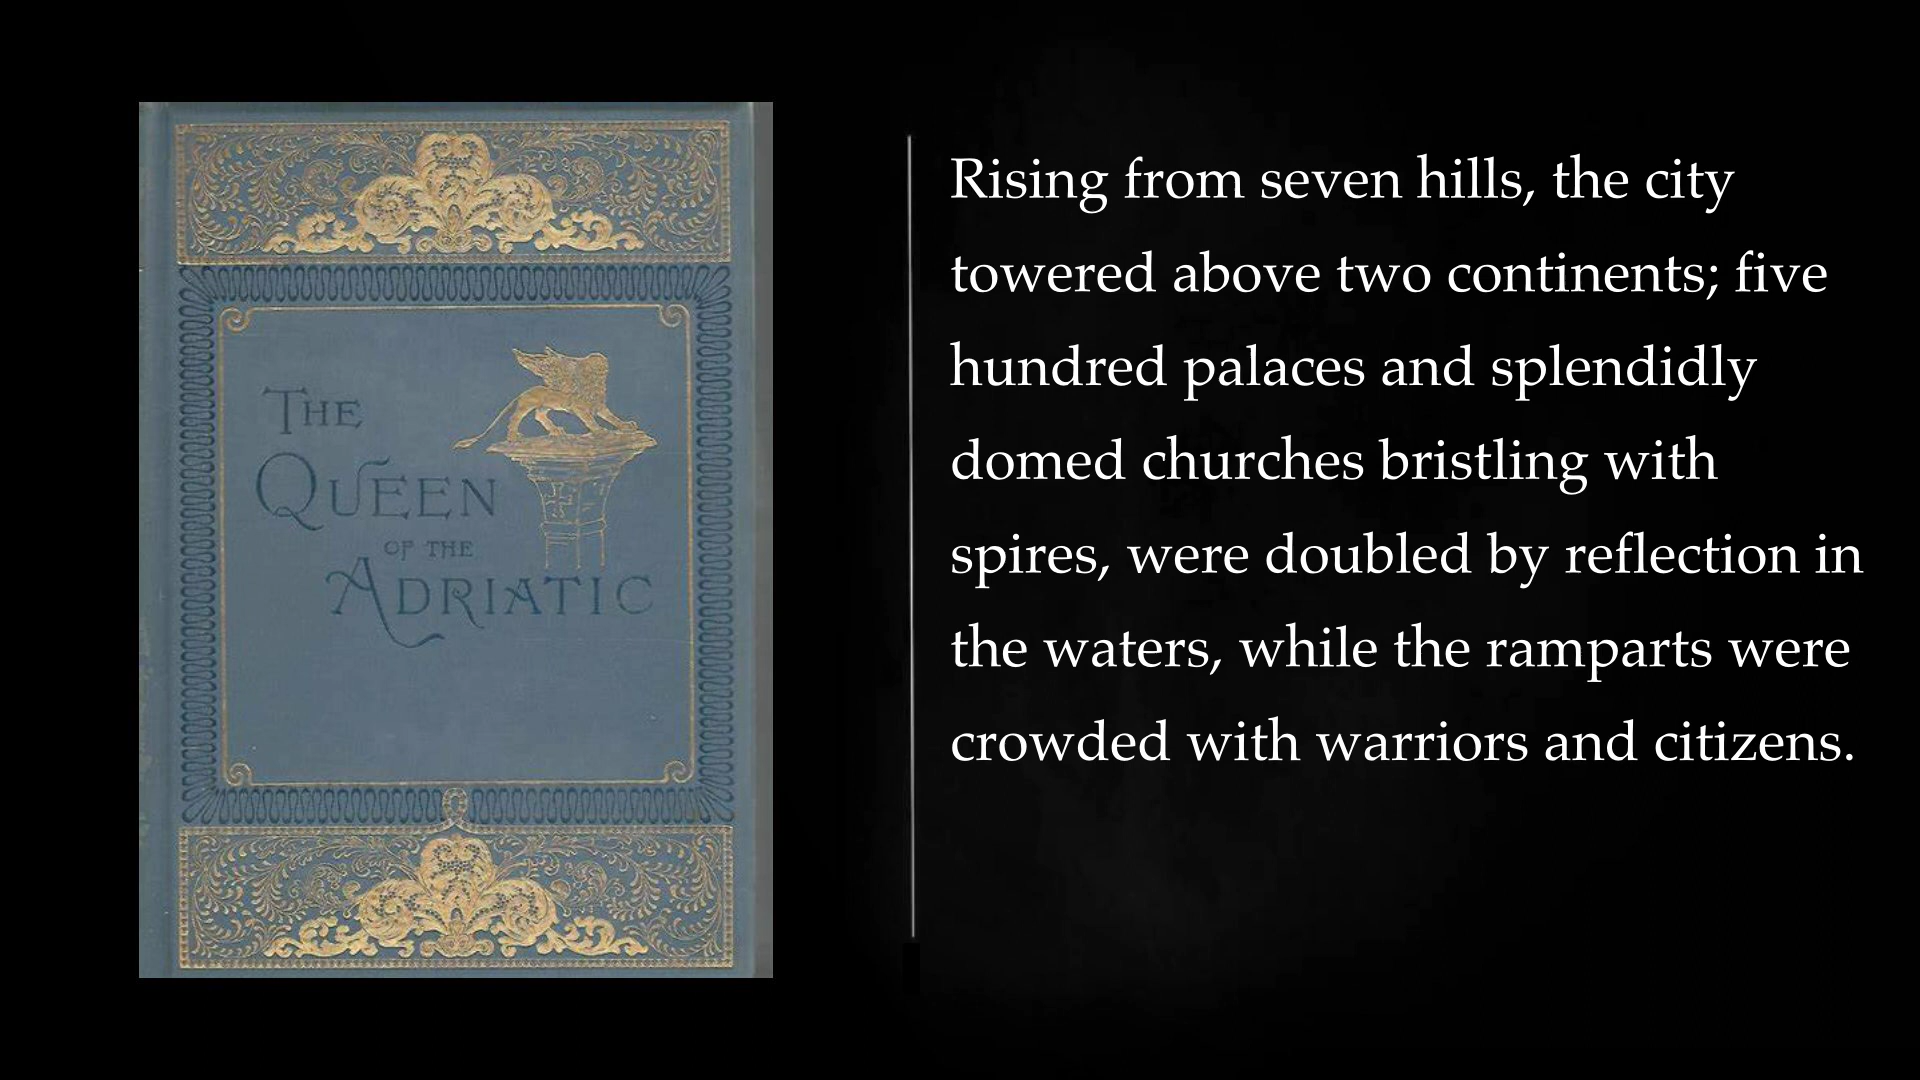 THE
QUEEN
OF THE
ADRIATIC
Rising from seven hills, the city
towered above two continents; five
hundred palaces and splendidly
domed churches bristling with
spires, were doubled by reflection in
the waters, while the ramparts were
crowded with warriors and citizens.